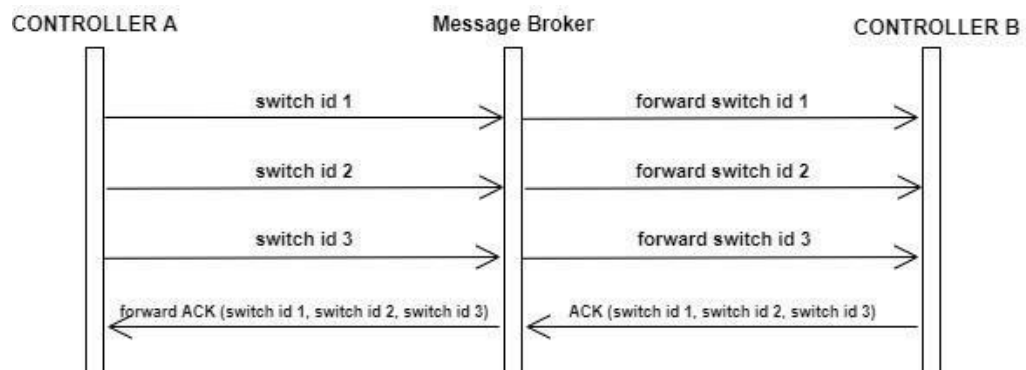 CONTROLLER A
Message Broker
CONTROLLER B
switch id 1
forward switch id 1
switch id 2
forward switch id 2
switch id 3
forward switch id 3
forward ACK (switch id 1, switch id 2, switch id 3)
ACK (switch id 1, switch id 2, switch id 3)